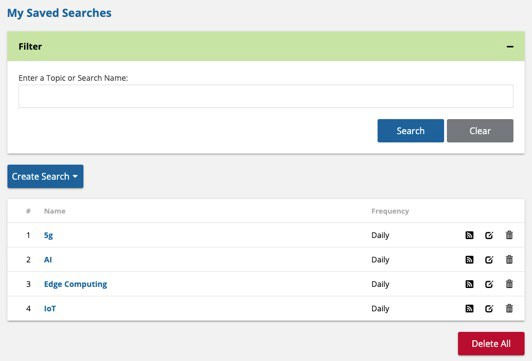 My Saved Searches
Filter
Enter a Topic or Search Name:
Search Clear
Create Search
# Name Frequency
1 5g Daily
2 AI Daily
3 Edge Computing Daily
4 IoT Daily
Delete All